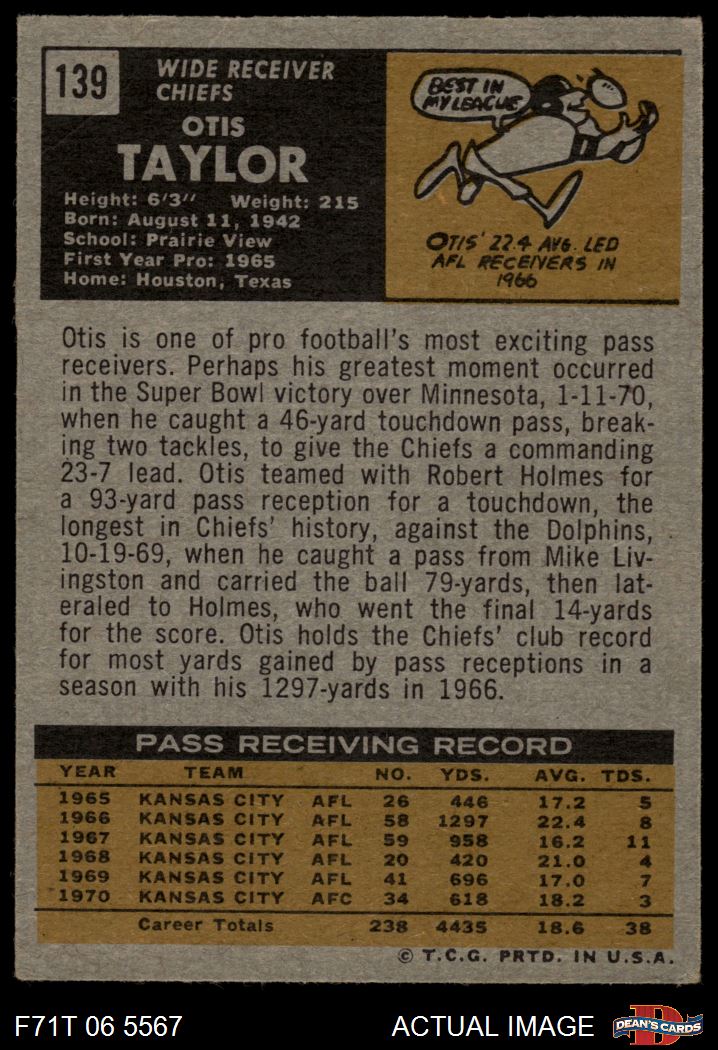 139
WIDE RECEIVER
CHIEFS
OTIS
TAYLOR
Height: 6'3" Weight: 215
Born: August 11, 1942
School: Prairie View
First Year Pro: 1965
Home: Houston, Texas
BEST IN
MY LEAGUE
OTIS' 22.4 AVG. LED
AFL RECEIVERS IN
1966
Otis is one of pro football's most exciting pass
receivers. Perhaps his greatest moment occurred
in the Super Bowl victory over Minnesota, 1-11-70,
when he caught a 46-yard touchdown pass, break-
ing two tackles, to give the Chiefs a commanding
23-7 lead. Otis teamed with Robert Holmes for
a 93-yard pass reception for a touchdown, the
longest in Chiefs' history, against the Dolphins,
10-19-69, when he caught a pass from Mike Liv-
ingston and carried the ball 79-yards, then lat-
eraled to Holmes, who went the final 14-yards
for the score. Otis holds the Chiefs' club record
for most yards gained by pass receptions in a
season with his 1297-yards in 1966.
PASS RECEIVING RECORD
YEAR TEAM NO. YDS. AVG. TDS.
1965 KANSAS CITY AFL 26 446 17.2 5
1966 KANSAS CITY AFL 58 1297 22.4 8
1967 KANSAS CITY AFL 59 958 16.2 11
1968 KANSAS CITY AFL 20 420 21.0 4
1969 KANSAS CITY AFL 41 696 17.0 7
1970 KANSAS CITY AFC 34 618 18.2 3
Career Totals 238 4435 18.6 38
© T.C.G. PRTD. IN U.S.A.
F71T 06 5567 ACTUAL IMAGE DEAN'S CARDS